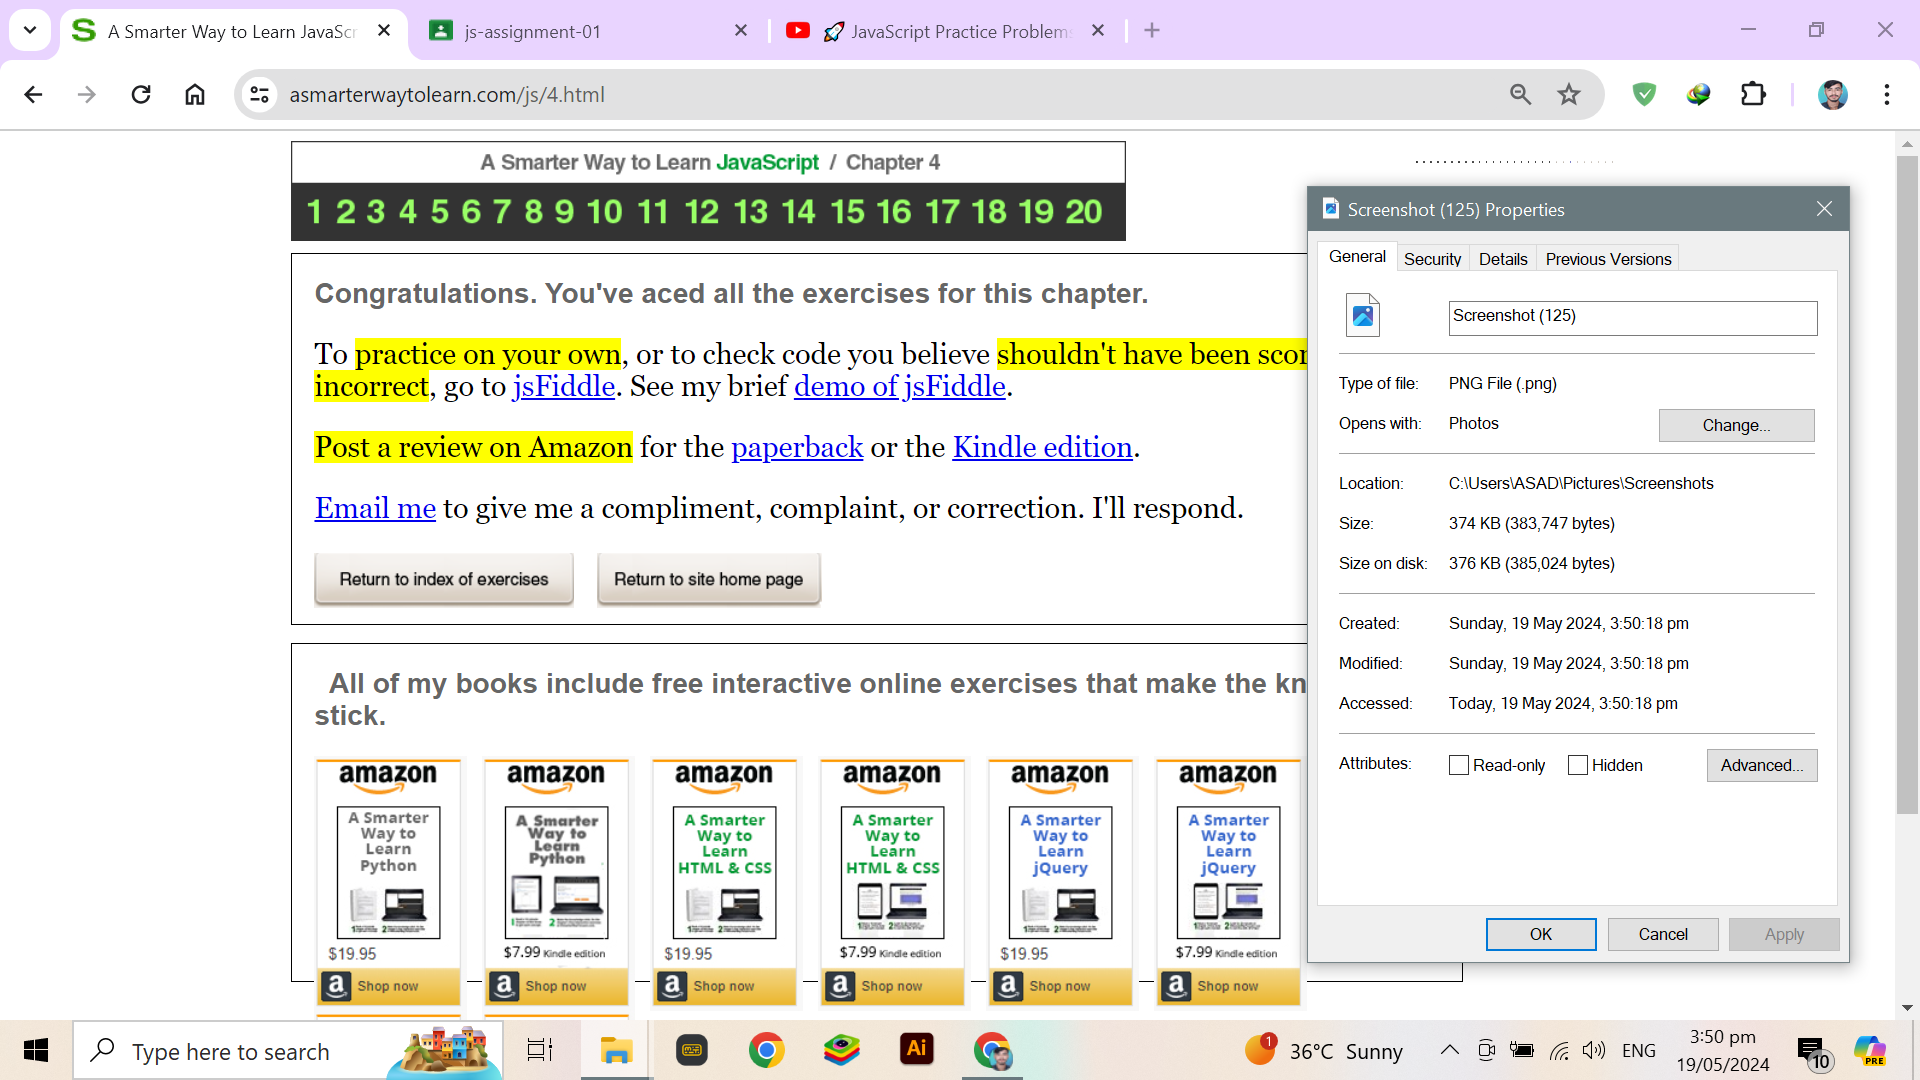 A Smarter Way to Learn JavaScr
js-assignment-01
JavaScript Practice Problems
asmarterwaytolearn.com/js/4.html
A Smarter Way to Learn JavaScript / Chapter 4
1 2 3 4 5 6 7 8 9 10 11 12 13 14 15 16 17 18 19 20
Congratulations. You've aced all the exercises for this chapter.
To practice on your own, or to check code you believe shouldn't have been scor
incorrect, go to jsFiddle. See my brief demo of jsFiddle.
Post a review on Amazon for the paperback or the Kindle edition.
Email me to give me a compliment, complaint, or correction. I'll respond.
Return to index of exercises
Return to site home page
All of my books include free interactive online exercises that make the kn
stick.
amazon
A Smarter
Way to
Learn
Python
$19.95
Shop now
amazon
A Smarter
Way to
Learn
Python
$7.99 Kindle edition
Shop now
amazon
A Smarter
Way to
Learn
HTML & CSS
$19.95
Shop now
amazon
A Smarter
Way to
Learn
HTML & CSS
$7.99 Kindle edition
Shop now
amazon
A Smarter
Way to
Learn
jQuery
$19.95
Shop now
amazon
A Smarter
Way to
Learn
jQuery
$7.99 Kindle edition
Shop now
Screenshot (125) Properties
General
Security
Details
Previous Versions
Screenshot (125)
Type of file: PNG File (.png)
Opens with: Photos
Change...
Location: C:\Users\ASAD\Pictures\Screenshots
Size: 374 KB (383,747 bytes)
Size on disk: 376 KB (385,024 bytes)
Created: Sunday, 19 May 2024, 3:50:18 pm
Modified: Sunday, 19 May 2024, 3:50:18 pm
Accessed: Today, 19 May 2024, 3:50:18 pm
Attributes: Read-only Hidden
Advanced...
OK
Cancel
Apply
Type here to search
Ai
1
36°C Sunny
ENG
3:50 pm
19/05/2024
10
PRE